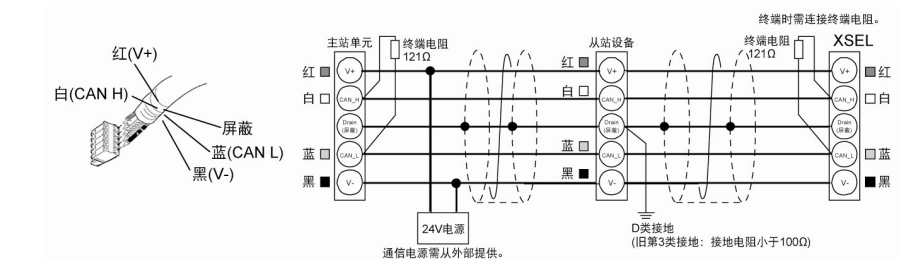 红(V+)
白(CAN H)
屏蔽
蓝(CAN L)
黑(V-)
主站单元
终端电阻
121Ω
红
白
蓝
黑
V+
CAN_H
Drain
(屏蔽)
CAN_L
V-
24V电源
通信电源需从外部提供。
从站设备
红
白
蓝
黑
V+
CAN_H
Drain
(屏蔽)
CAN_L
V-
D类接地
(旧第3类接地：接地电阻小于100Ω)
终端时需连接终端电阻。
终端电阻
121Ω
XSEL
V+
CAN_H
Drain
(屏蔽)
CAN_L
V-
红
白
蓝
黑